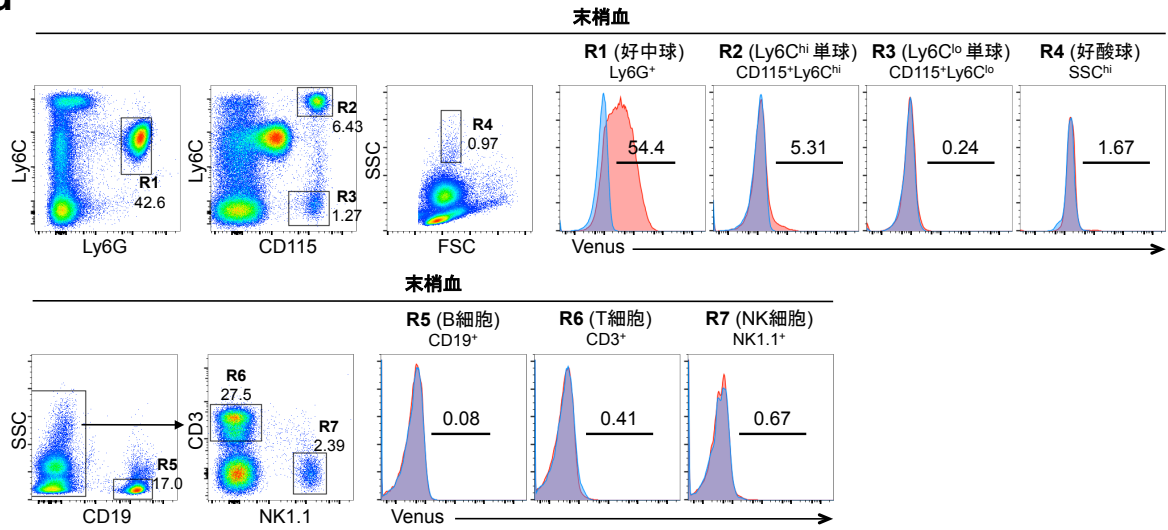 末梢血
R1 (好中球)
Ly6G⁺
R2 (Ly6Cʰⁱ 単球)
CD115⁺Ly6Cʰⁱ
R3 (Ly6Cˡᵒ 単球)
CD115⁺Ly6Cˡᵒ
R4 (好酸球)
SSCʰⁱ
Ly6C
R1
42.6
Ly6G
Ly6C
R2
6.43
R3
1.27
CD115
SSC
R4
0.97
FSC
54.4
5.31
0.24
1.67
Venus
末梢血
R5 (B細胞)
CD19⁺
R6 (T細胞)
CD3⁺
R7 (NK細胞)
NK1.1⁺
SSC
R5
17.0
CD19
CD3
R6
27.5
R7
2.39
NK1.1
0.08
0.41
0.67
Venus